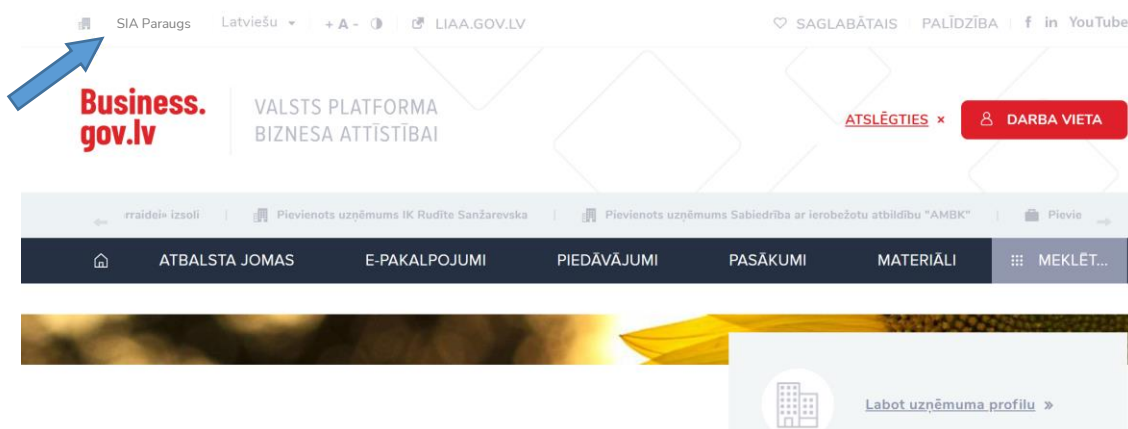 SIA Paraugs Latviešu + A - LIAA.GOV.LV SAGLABĀTAIS PALĪDZĪBA f in YouTube
Business.
gov.lv
VALSTS PLATFORMA
BIZNESA ATTĪSTĪBAI
ATSLĒGTIES × DARBA VIETA
rraidei» izsoli Pievienots uzņēmums IK Rudīte Sanžarevska Pievienots uzņēmums Sabiedrība ar ierobežotu atbildību "AMBK" Pievie
ATBALSTA JOMAS E-PAKALPOJUMI PIEDĀVĀJUMI PASĀKUMI MATERIĀLI MEKLĒT...
Labot uzņēmuma profilu »